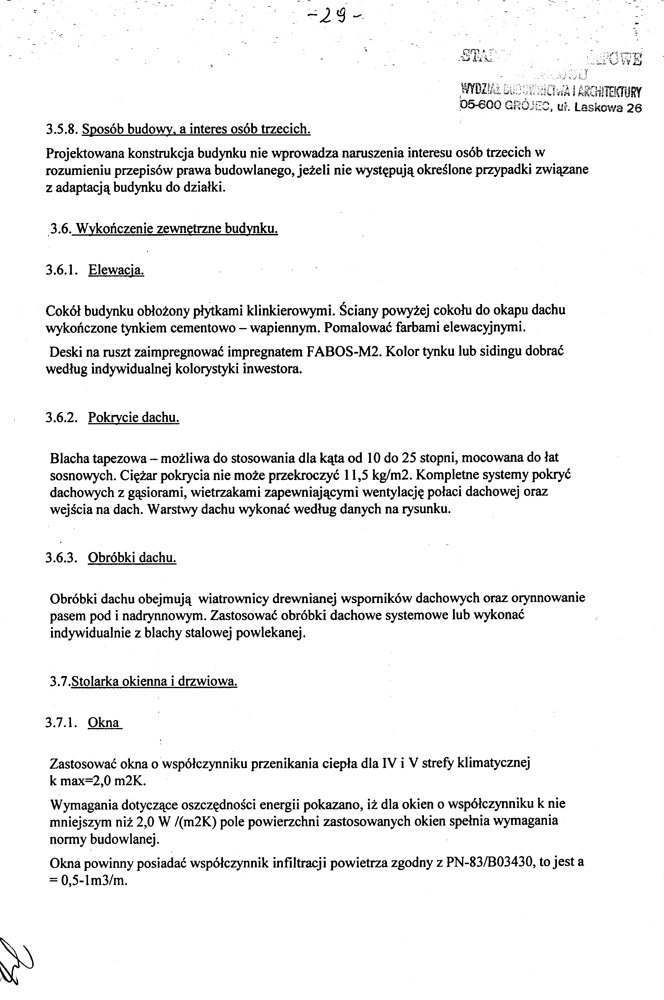 -29-
WYDZIAŁ BUDOWNICTWA I ARCHITEKTURY
05-600 GRÓJEC, ul. Laskowa 26
3.5.8. Sposób budowy, a interes osób trzecich.
Projektowana konstrukcja budynku nie wprowadza naruszenia interesu osób trzecich w
rozumieniu przepisów prawa budowlanego, jeżeli nie występują określone przypadki związane
z adaptacją budynku do działki.
3.6. Wykończenie zewnętrzne budynku.
3.6.1. Elewacja.
Cokół budynku obłożony płytkami klinkierowymi. Ściany powyżej cokołu do okapu dachu
wykończone tynkiem cementowo – wapiennym. Pomalować farbami elewacyjnymi.
Deski na ruszt zaimpregnować impregnatem FABOS-M2. Kolor tynku lub sidingu dobrać
według indywidualnej kolorystyki inwestora.
3.6.2. Pokrycie dachu.
Blacha tapezowa – możliwa do stosowania dla kąta od 10 do 25 stopni, mocowana do łat
sosnowych. Ciężar pokrycia nie może przekroczyć 11,5 kg/m2. Kompletne systemy pokryć
dachowych z gąsiorami, wietrzakami zapewniającymi wentylację połaci dachowej oraz
wejścia na dach. Warstwy dachu wykonać według danych na rysunku.
3.6.3. Obróbki dachu.
Obróbki dachu obejmują wiatrownicy drewnianej wsporników dachowych oraz orynnowanie
pasem pod i nadrynnowym. Zastosować obróbki dachowe systemowe lub wykonać
indywidualnie z blachy stalowej powlekanej.
3.7.Stolarka okienna i drzwiowa.
3.7.1. Okna
Zastosować okna o współczynniku przenikania ciepła dla IV i V strefy klimatycznej
k max=2,0 m2K.
Wymagania dotyczące oszczędności energii pokazano, iż dla okien o współczynniku k nie
mniejszym niż 2,0 W /(m2K) pole powierzchni zastosowanych okien spełnia wymagania
normy budowlanej.
Okna powinny posiadać współczynnik infiltracji powietrza zgodny z PN-83/B03430, to jest a
= 0,5-1m3/m.